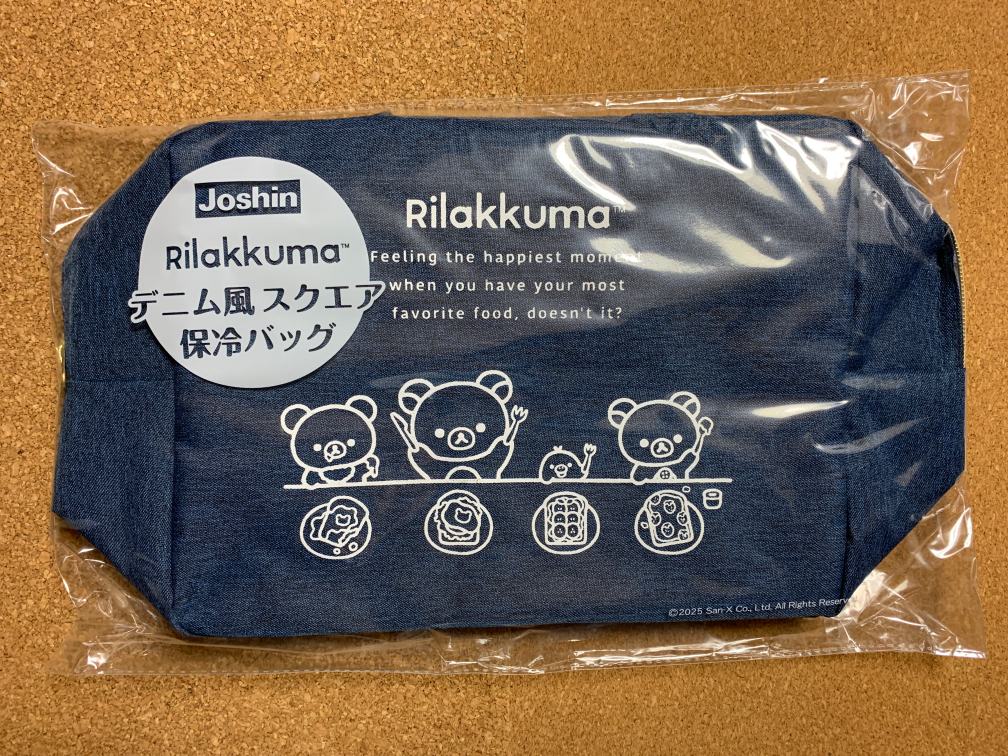 Joshin
Rilakkuma™
デニム風 スクエア
保冷バッグ
Rilakkuma™
Feeling the happiest moment
when you have your most
favorite food, doesn't it?
©2025 San-X Co., Ltd. All Rights Reserved